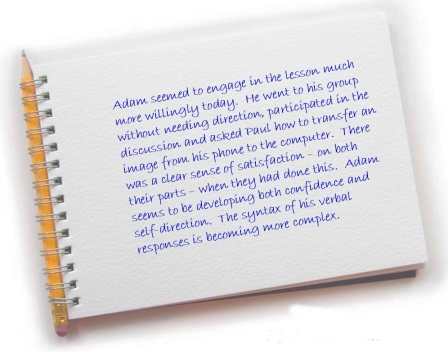 Adam seemed to engage in the lesson much
more willingly today. He went to his group
without needing direction, participated in the
discussion and asked Paul how to transfer an
image from his phone to the computer. There
was a clear sense of satisfaction - on both
their parts - when they had done this. Adam
seems to be developing both confidence and
self-direction. The syntax of his verbal
responses is becoming more complex.